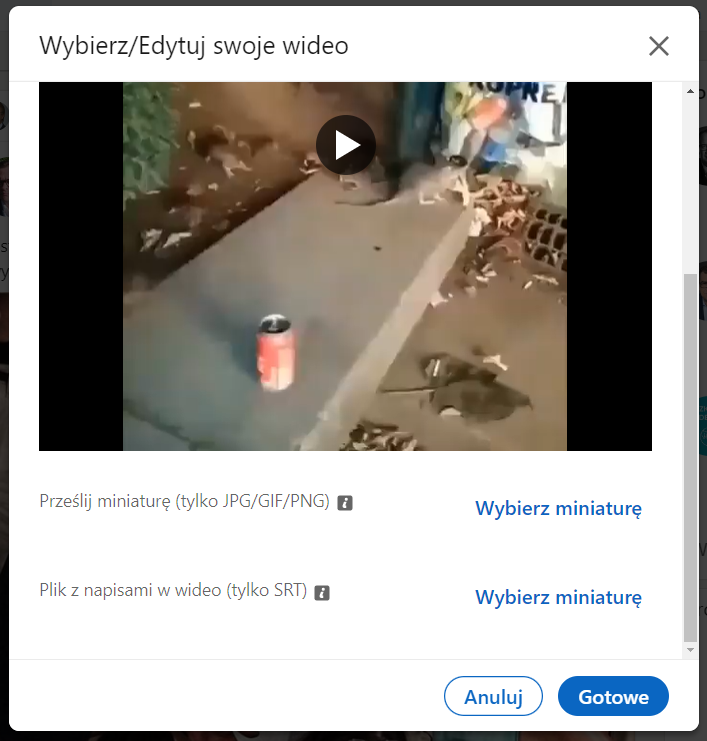 Wybierz/Edytuj swoje wideo
Prześlij miniaturę (tylko JPG/GIF/PNG)
Wybierz miniaturę
Plik z napisami w wideo (tylko SRT)
Wybierz miniaturę
Anuluj
Gotowe